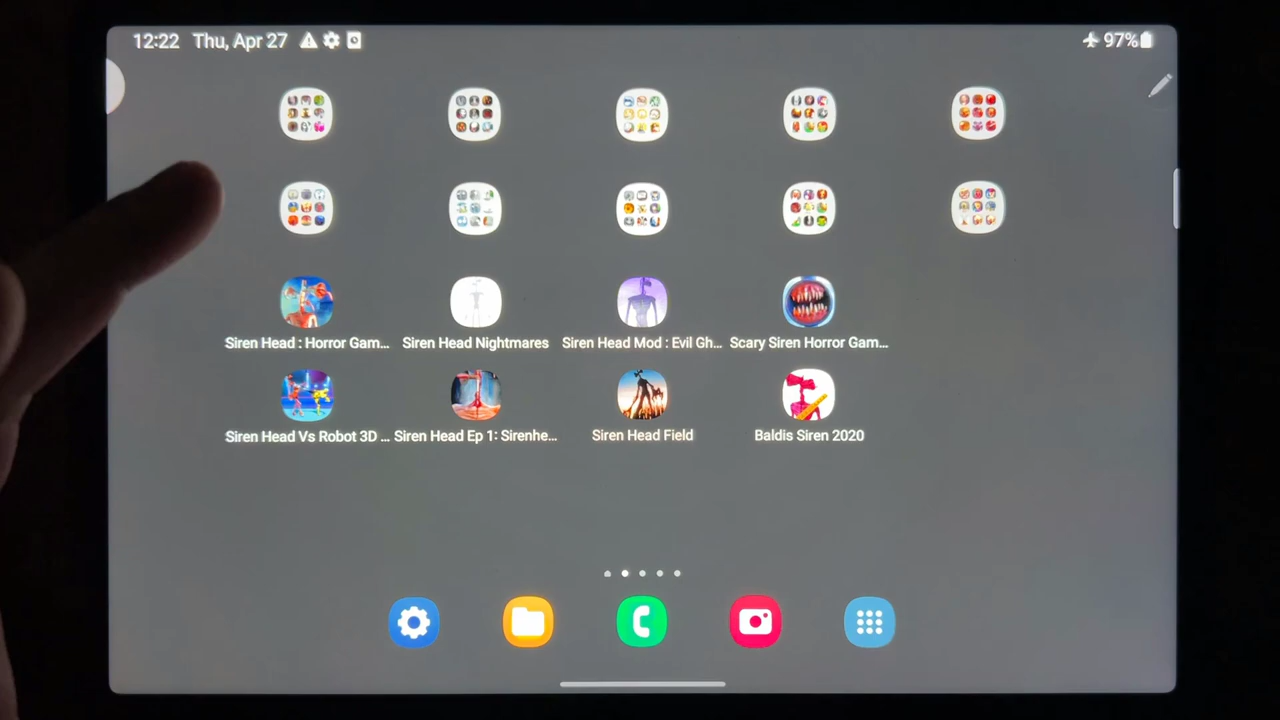 12:22 Thu, Apr 27 97%
Siren Head : Horror Gam... Siren Head Nightmares Siren Head Mod : Evil Gh... Scary Siren Horror Gam...
Siren Head Vs Robot 3D ... Siren Head Ep 1: Sirenhe... Siren Head Field Baldis Siren 2020